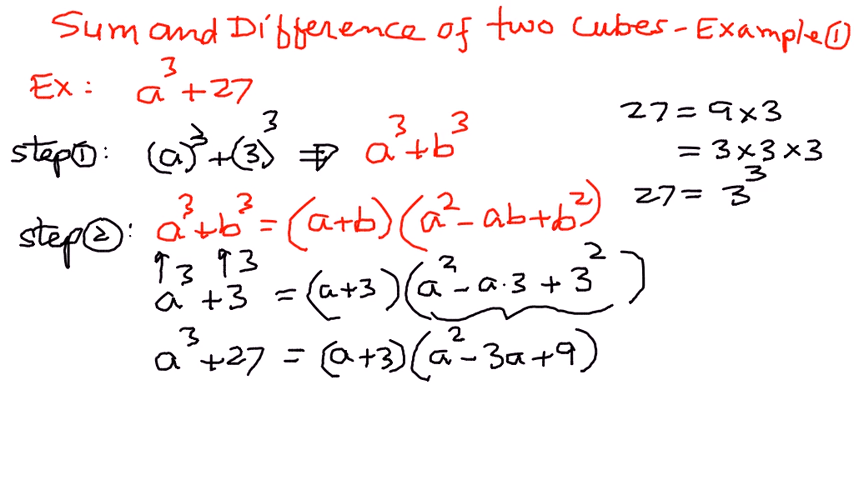 Sum and Difference of two cubes - Example ①
Ex: a³ + 27
step①: (a)³ + (3)³ ⇒ a³ + b³
27 = 9 × 3
= 3 × 3 × 3
27 = 3³
step②: a³ + b³ = (a + b)(a² - ab + b²)
↑ ↑
a³ + 3³ = (a + 3)(a² - a·3 + 3²)
a³ + 27 = (a + 3)(a² - 3a + 9)